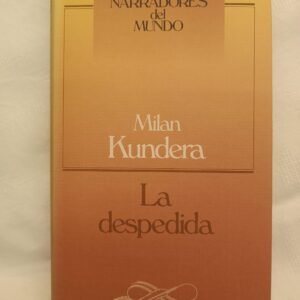 NARRADORES
del
MUNDO
Milan
Kundera
La
despedida